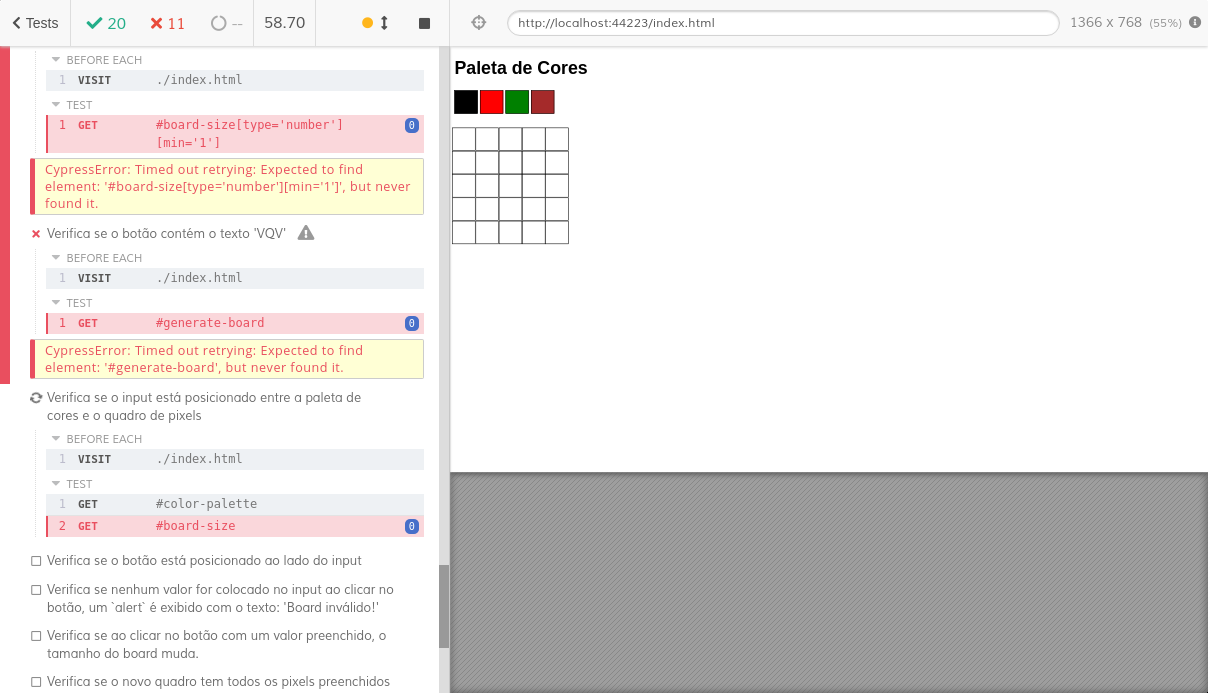 Tests
20
11
--
58.70
http://localhost:44223/index.html
1366 x 768 (55%)
BEFORE EACH
1 VISIT ./index.html
TEST
1 GET #board-size[type='number']
[min='1'] 0
CypressError: Timed out retrying: Expected to find
element: '#board-size[type='number'][min='1']', but never
found it.
Verifica se o botão contém o texto 'VQV'
BEFORE EACH
1 VISIT ./index.html
TEST
1 GET #generate-board 0
CypressError: Timed out retrying: Expected to find
element: '#generate-board', but never found it.
Verifica se o input está posicionado entre a paleta de
cores e o quadro de pixels
BEFORE EACH
1 VISIT ./index.html
TEST
1 GET #color-palette
2 GET #board-size 0
Verifica se o botão está posicionado ao lado do input
Verifica se nenhum valor for colocado no input ao clicar no
botão, um `alert` é exibido com o texto: 'Board inválido!'
Verifica se ao clicar no botão com um valor preenchido, o
tamanho do board muda.
Verifica se o novo quadro tem todos os pixels preenchidos
Paleta de Cores